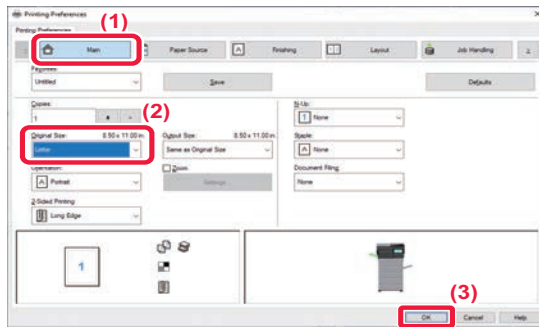 Printing Preferences
(1)
Printing Preferences
Main
Paper Source
Finishing
Layout
Job Handling
Favorites:
Untitled
Save
Defaults
Copies:
1
(2)
N-Up:
1 None
Original Size: 8.50 x 11.00 in.
Output Size: 8.50 x 11.00 in.
Staple:
Letter
Same as Original Size
A None
Orientation:
Zoom
Document Filing:
A Portrait
Settings...
None
2-Sided Printing:
Long Edge
1
(3)
OK
Cancel
Help